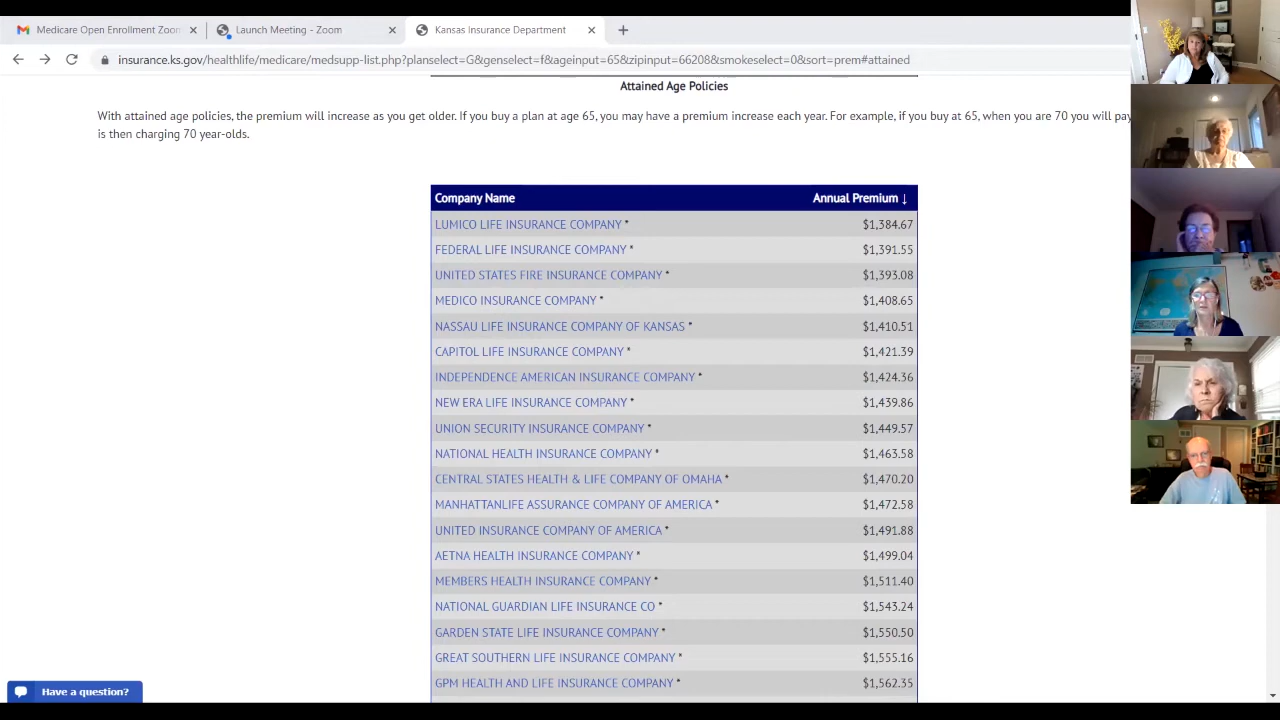 Medicare Open Enrollment Zoom
Launch Meeting - Zoom
Kansas Insurance Department
insurance.ks.gov/healthlife/medicare/medsupp-list.php?planselect=G&genselect=f&ageinput=65&zipinput=66208&smokeselect=0&sort=prem#attained
Attained Age Policies
With attained age policies, the premium will increase as you get older. If you buy a plan at age 65, you may have a premium increase each year. For example, if you buy at 65, when you are 70 you will pay
is then charging 70 year-olds.
Company Name Annual Premium ↓
LUMICO LIFE INSURANCE COMPANY * $1,384.67
FEDERAL LIFE INSURANCE COMPANY * $1,391.55
UNITED STATES FIRE INSURANCE COMPANY * $1,393.08
MEDICO INSURANCE COMPANY * $1,408.65
NASSAU LIFE INSURANCE COMPANY OF KANSAS * $1,410.51
CAPITOL LIFE INSURANCE COMPANY * $1,421.39
INDEPENDENCE AMERICAN INSURANCE COMPANY * $1,424.36
NEW ERA LIFE INSURANCE COMPANY * $1,439.86
UNION SECURITY INSURANCE COMPANY * $1,449.57
NATIONAL HEALTH INSURANCE COMPANY * $1,463.58
CENTRAL STATES HEALTH & LIFE COMPANY OF OMAHA * $1,470.20
MANHATTANLIFE ASSURANCE COMPANY OF AMERICA * $1,472.58
UNITED INSURANCE COMPANY OF AMERICA * $1,491.88
AETNA HEALTH INSURANCE COMPANY * $1,499.04
MEMBERS HEALTH INSURANCE COMPANY * $1,511.40
NATIONAL GUARDIAN LIFE INSURANCE CO * $1,543.24
GARDEN STATE LIFE INSURANCE COMPANY * $1,550.50
GREAT SOUTHERN LIFE INSURANCE COMPANY * $1,555.16
GPM HEALTH AND LIFE INSURANCE COMPANY * $1,562.35
Have a question?